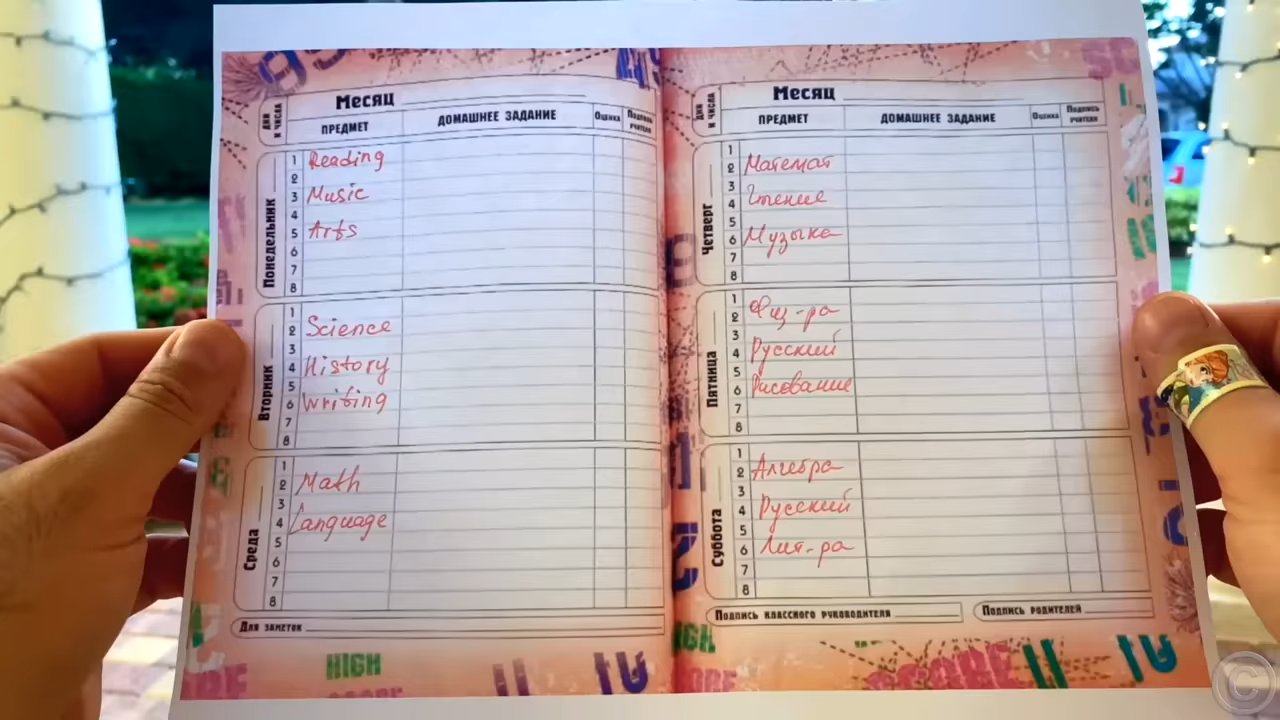 Месяц
Дни и числа
ПРЕДМЕТ ДОМАШНЕЕ ЗАДАНИЕ Оценка Подпись учителя
Понедельник
1 Reading
2
3 Music
4
5 Arts
6
7
8
Вторник
1
2 Science
3
4 History
5
6 Writing
7
8
Среда
1
2 Math
3
4 Language
5
6
7
8
Для заметок
HIGH
SCORE
Месяц
Дни и числа
ПРЕДМЕТ ДОМАШНЕЕ ЗАДАНИЕ Оценка Подпись учителя
Четверг
1
2 Математ
3
4 Чтение
5
6 Музыка
7
8
Пятница
1
2 Физ-ра
3
4 Русский
5
6 Рисование
7
8
Суббота
1
2 Алгебра
3
4 Русский
5
6 Лит-ра
7
8
Подпись классного руководителя
Подпись родителей
SCORE
©